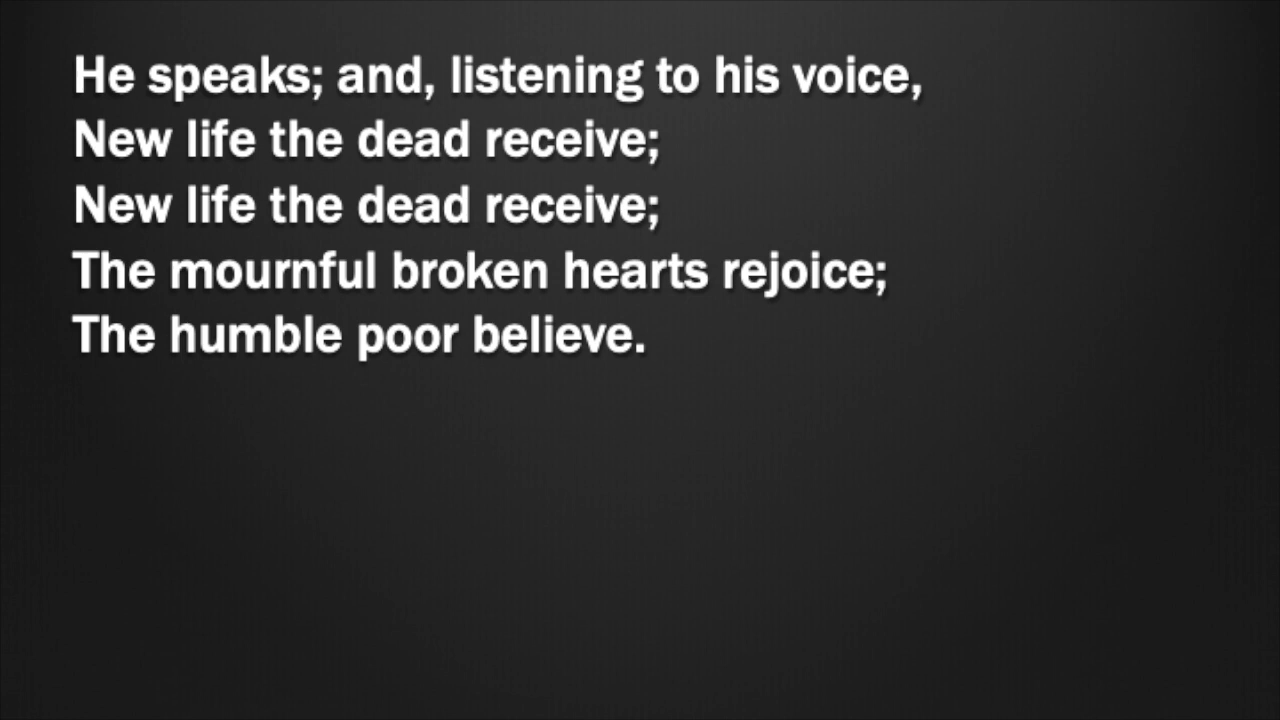 He speaks; and, listening to his voice,
New life the dead receive;
New life the dead receive;
The mournful broken hearts rejoice;
The humble poor believe.